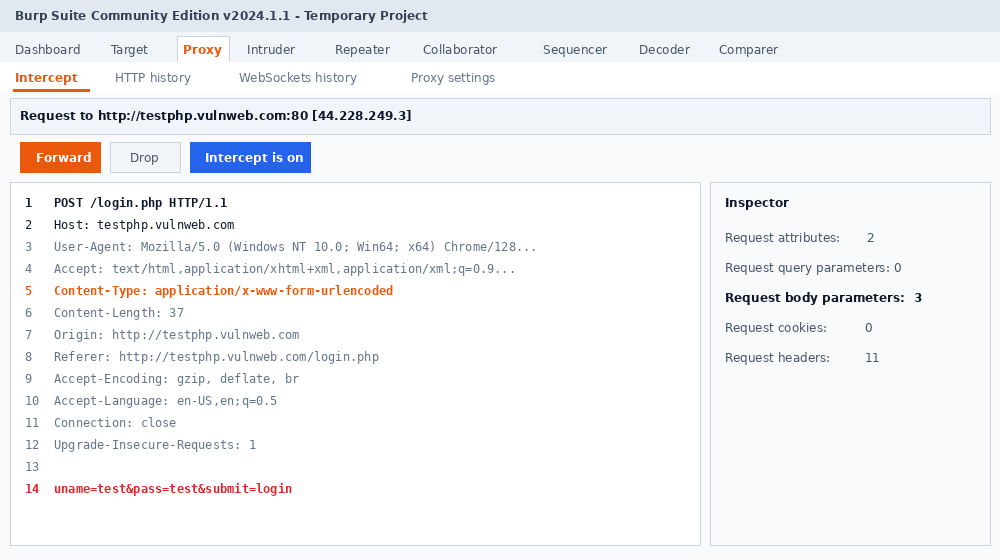 Burp Suite Community Edition v2024.1.1 - Temporary Project
Dashboard Target Proxy Intruder Repeater Collaborator Sequencer Decoder Comparer
Intercept HTTP history WebSockets history Proxy settings
Request to http://testphp.vulnweb.com:80 [44.228.249.3]
Forward Drop Intercept is on
1 POST /login.php HTTP/1.1
2 Host: testphp.vulnweb.com
3 User-Agent: Mozilla/5.0 (Windows NT 10.0; Win64; x64) Chrome/128...
4 Accept: text/html,application/xhtml+xml,application/xml;q=0.9...
5 Content-Type: application/x-www-form-urlencoded
6 Content-Length: 37
7 Origin: http://testphp.vulnweb.com
8 Referer: http://testphp.vulnweb.com/login.php
9 Accept-Encoding: gzip, deflate, br
10 Accept-Language: en-US,en;q=0.5
11 Connection: close
12 Upgrade-Insecure-Requests: 1
13
14 uname=test&pass=test&submit=login
Inspector
Request attributes: 2
Request query parameters: 0
Request body parameters: 3
Request cookies: 0
Request headers: 11